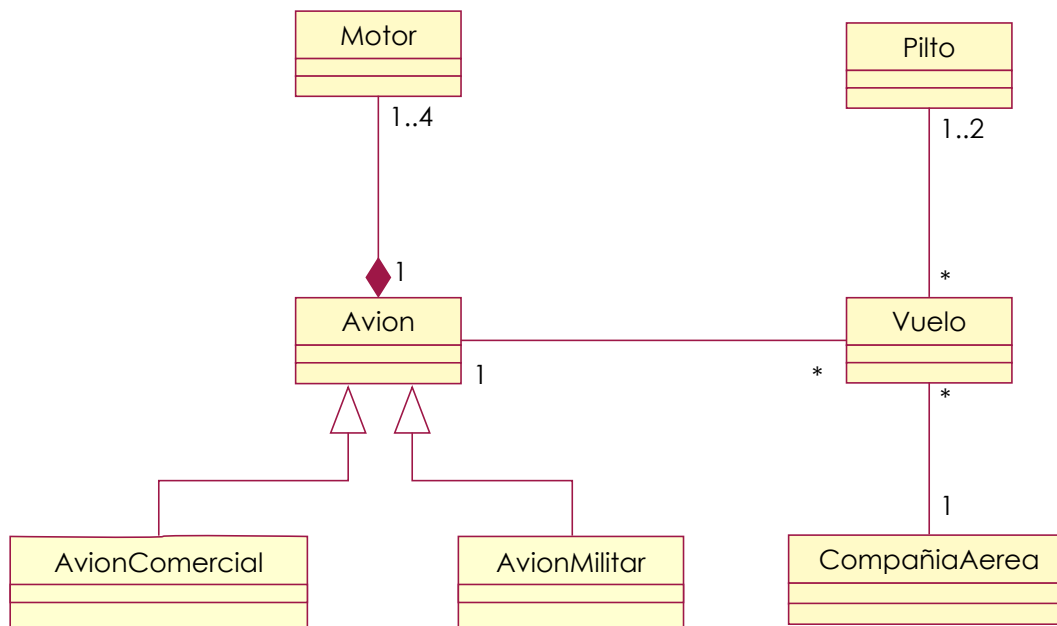 Motor
Pilto
1..4
1..2
1
*
Avion
Vuelo
1
*
*
1
AvionComercial
AvionMilitar
CompañiaAerea